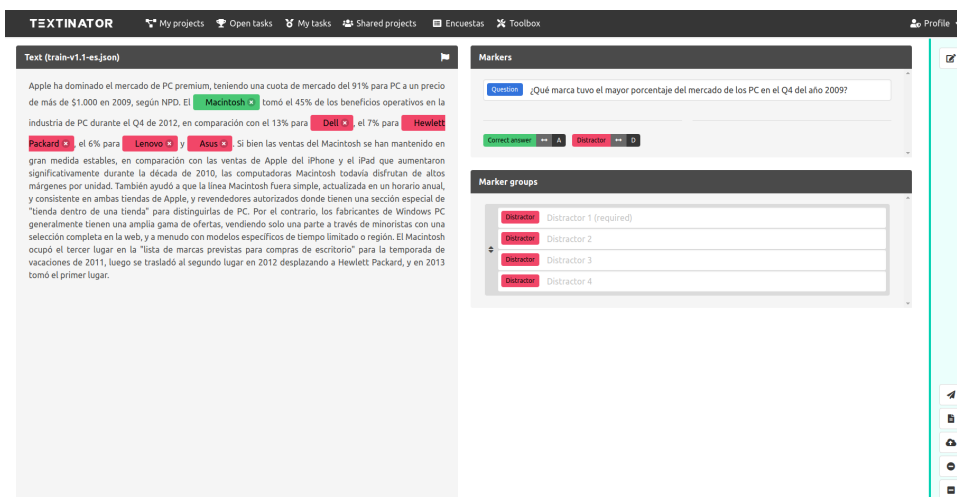 TEXTINATOR My projects Open tasks My tasks Shared projects Encuestas Toolbox Profile
Text (train-v1.1-es.json)
Apple ha dominado el mercado de PC premium, teniendo una cuota de mercado del 91% para PC a un precio
de más de $1.000 en 2009, según NPD. El Macintosh tomó el 45% de los beneficios operativos en la
industria de PC durante el Q4 de 2012, en comparación con el 13% para Dell , el 7% para Hewlett
Packard , el 6% para Lenovo y Asus . Si bien las ventas del Macintosh se han mantenido en
gran medida estables, en comparación con las ventas de Apple del iPhone y el iPad que aumentaron
significativamente durante la década de 2010, las computadoras Macintosh todavía disfrutan de altos
márgenes por unidad. También ayudó a que la línea Macintosh fuera simple, actualizada en un horario anual,
y consistente en ambas tiendas de Apple, y revendedores autorizados donde tienen una sección especial de
"tienda dentro de una tienda" para distinguirlas de PC. Por el contrario, los fabricantes de Windows PC
generalmente tienen una amplia gama de ofertas, vendiendo solo una parte a través de minoristas con una
selección completa en la web, y a menudo con modelos específicos de tiempo limitado o región. El Macintosh
ocupó el tercer lugar en la "lista de marcas previstas para compras de escritorio" para la temporada de
vacaciones de 2011, luego se trasladó al segundo lugar en 2012 desplazando a Hewlett Packard, y en 2013
tomó el primer lugar.
Markers
Question ¿Qué marca tuvo el mayor porcentaje del mercado de los PC en el Q4 del año 2009?
Correct answer A Distractor D
Marker groups
Distractor Distractor 1 (required)
Distractor Distractor 2
Distractor Distractor 3
Distractor Distractor 4